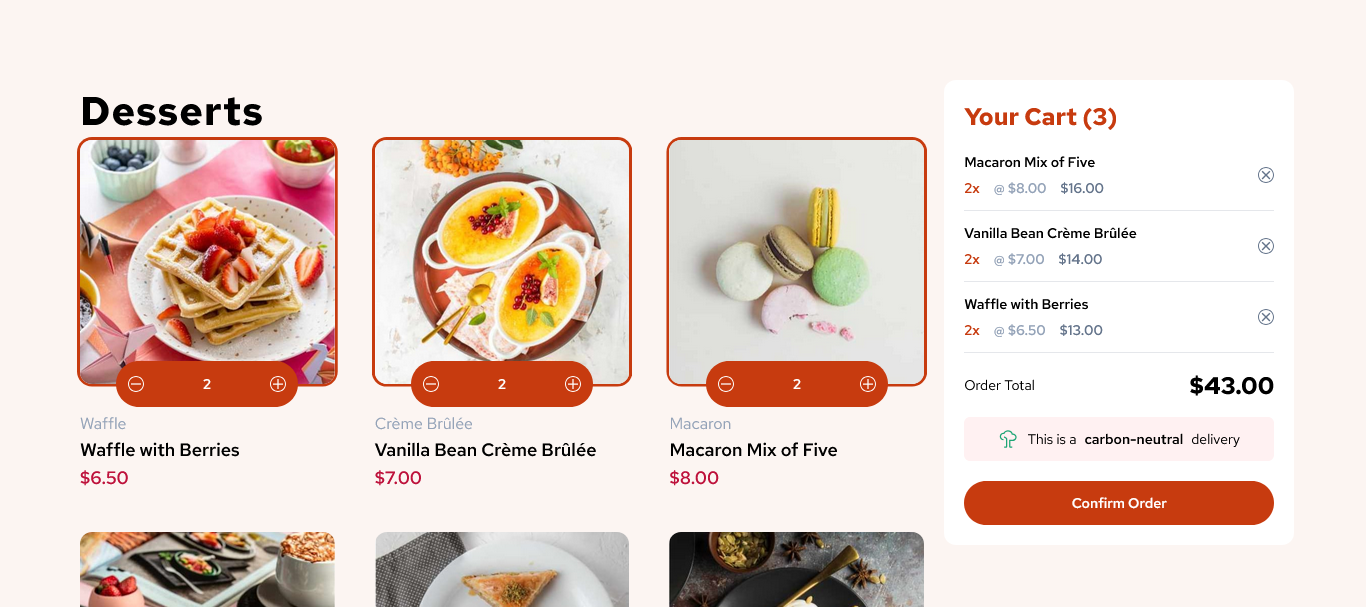 Desserts
2
2
2
Waffle
Waffle with Berries
$6.50
Crème Brûlée
Vanilla Bean Crème Brûlée
$7.00
Macaron
Macaron Mix of Five
$8.00
Your Cart (3)
Macaron Mix of Five
2x @ $8.00 $16.00
Vanilla Bean Crème Brûlée
2x @ $7.00 $14.00
Waffle with Berries
2x @ $6.50 $13.00
Order Total $43.00
This is a carbon-neutral delivery
Confirm Order